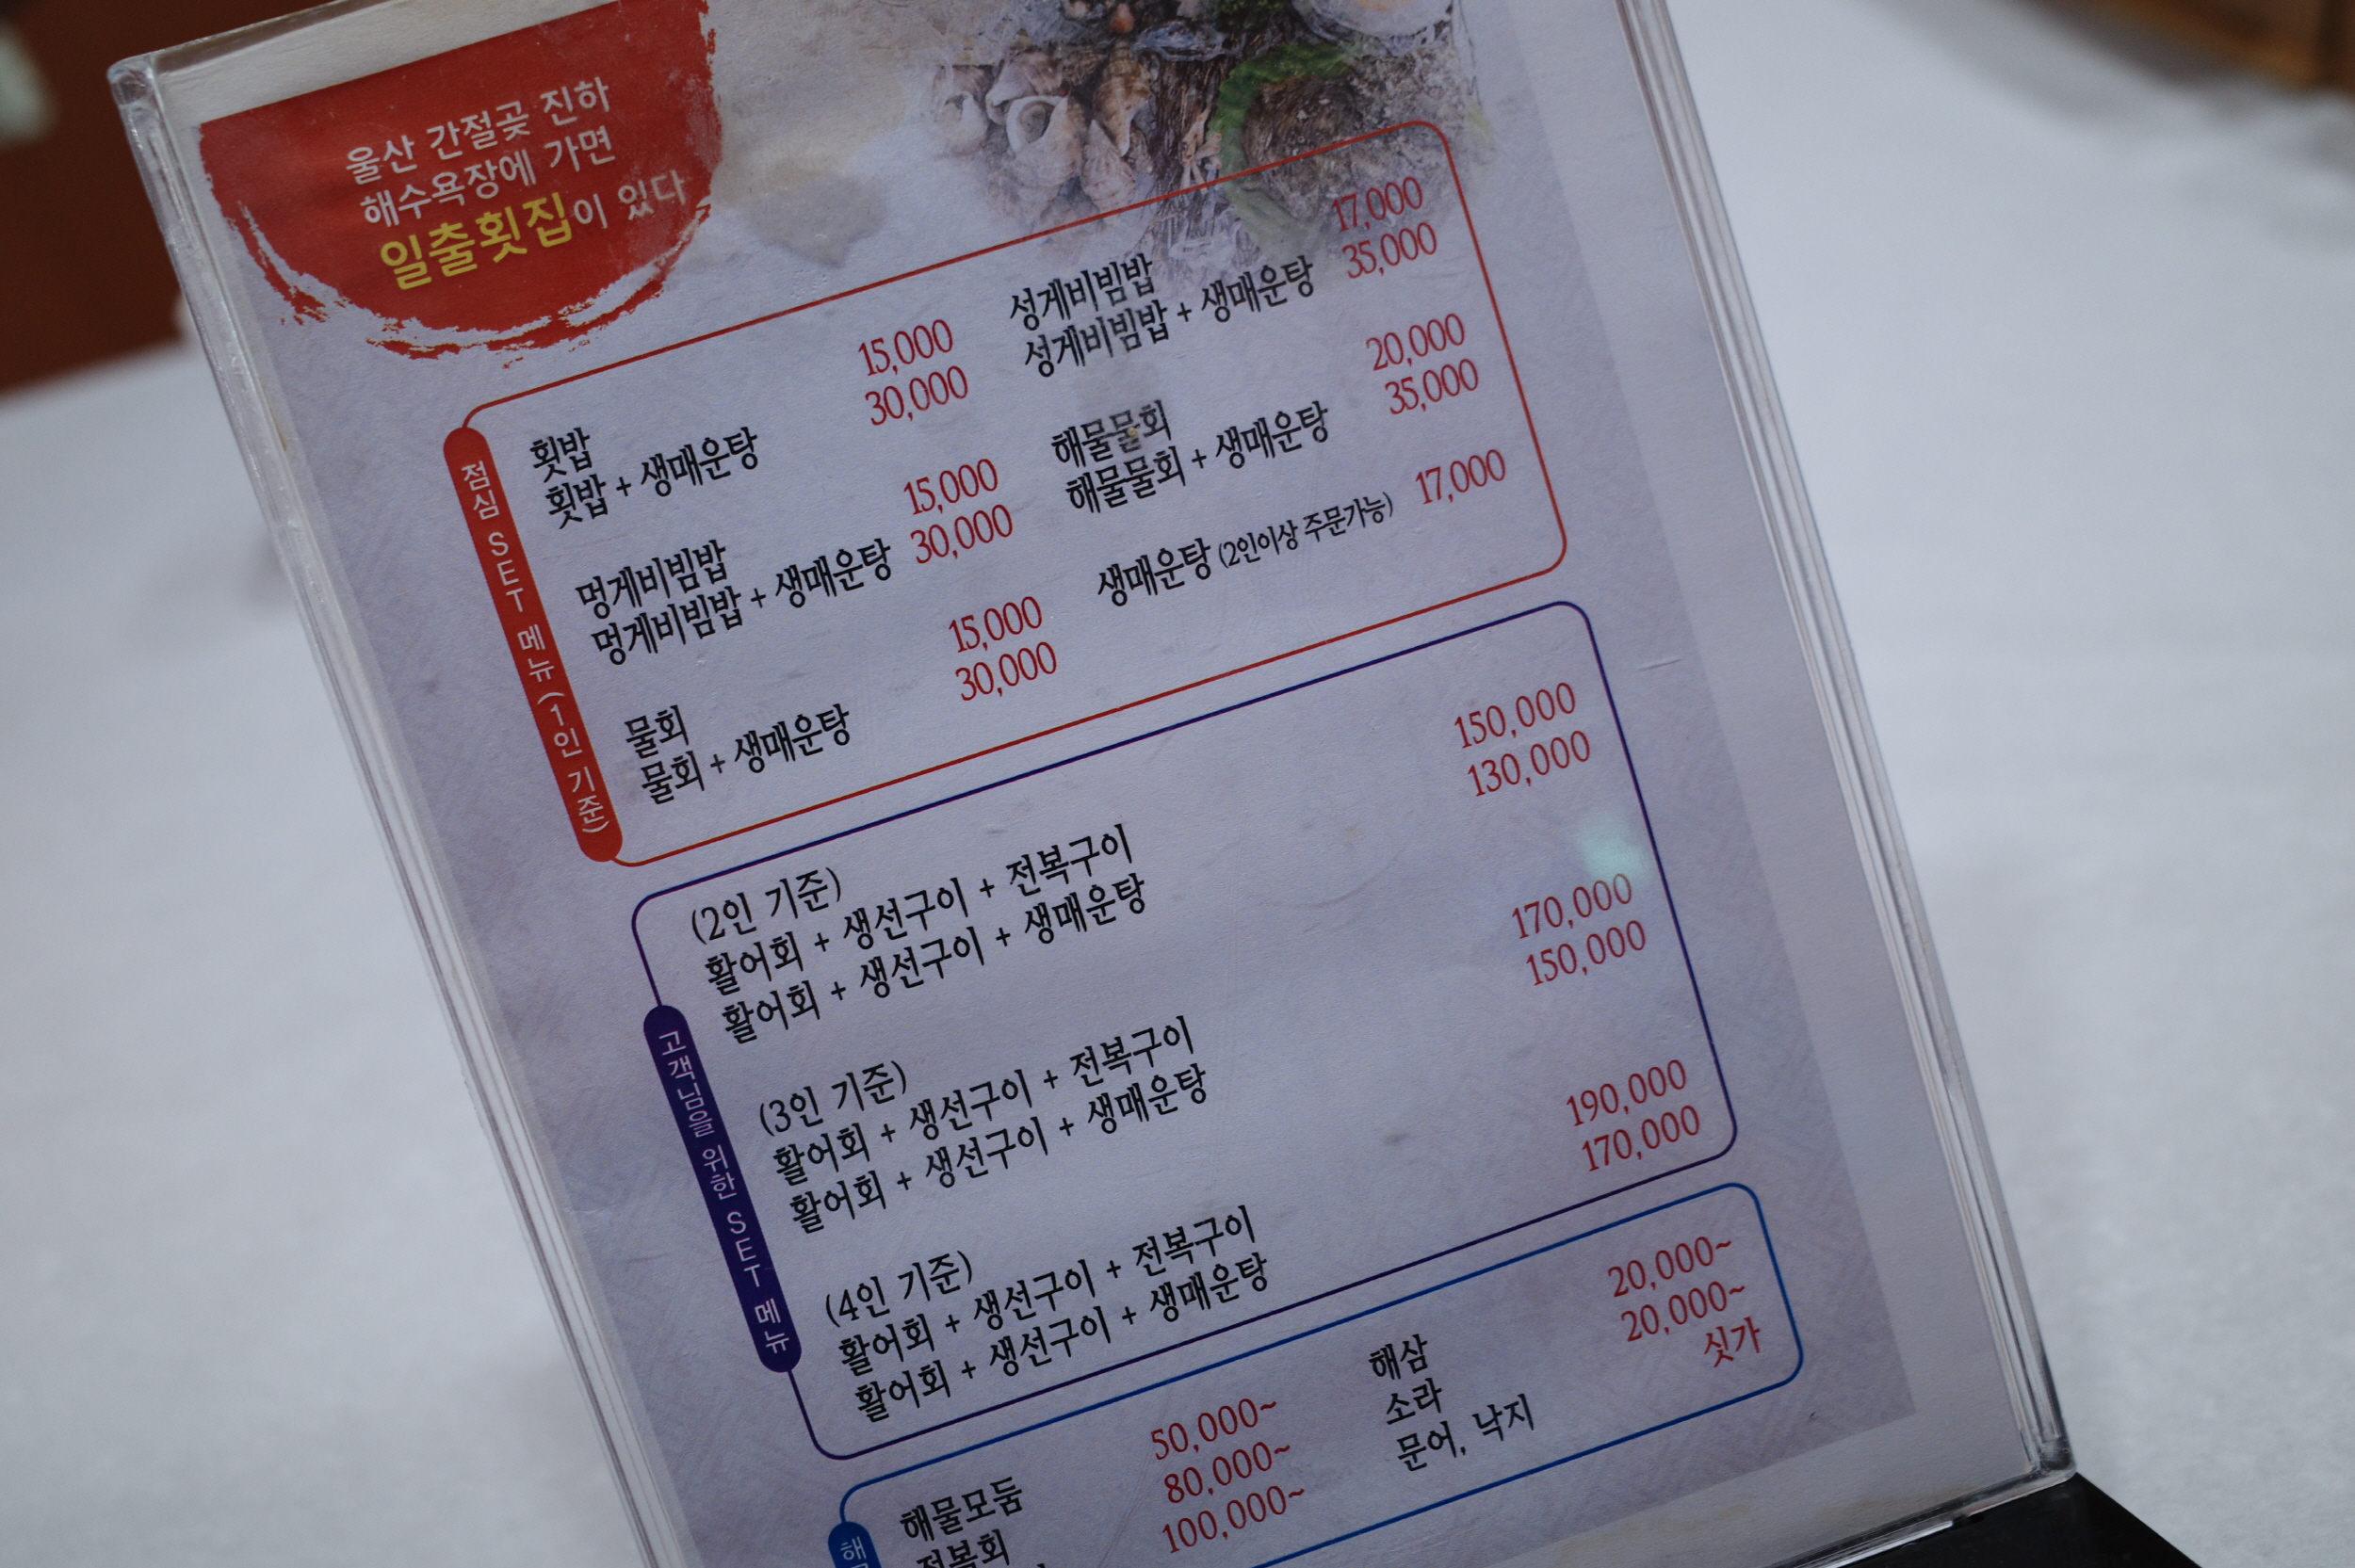 울산 간절곶 진하
해수욕장에 가면
일출횟집이 있다
점심 SET 메뉴 (1인 기준)
횟밥 15,000
횟밥 + 생매운탕 30,000
멍게비빔밥 15,000
멍게비빔밥 + 생매운탕 30,000
물회 15,000
물회 + 생매운탕 30,000
성게비빔밥 17,000
성게비빔밥 + 생매운탕 35,000
해물물회 20,000
해물물회 + 생매운탕 35,000
생매운탕 (2인이상 주문가능) 17,000
고객님을 위한 SET 메뉴
(2인 기준)
활어회 + 생선구이 + 전복구이 150,000
활어회 + 생선구이 + 생매운탕 130,000
(3인 기준)
활어회 + 생선구이 + 전복구이 170,000
활어회 + 생선구이 + 생매운탕 150,000
(4인 기준)
활어회 + 생선구이 + 전복구이 190,000
활어회 + 생선구이 + 생매운탕 170,000
해물모둠 50,000~
전복회 80,000~
100,000~
해삼 20,000~
소라 20,000~
문어, 낙지 싯가